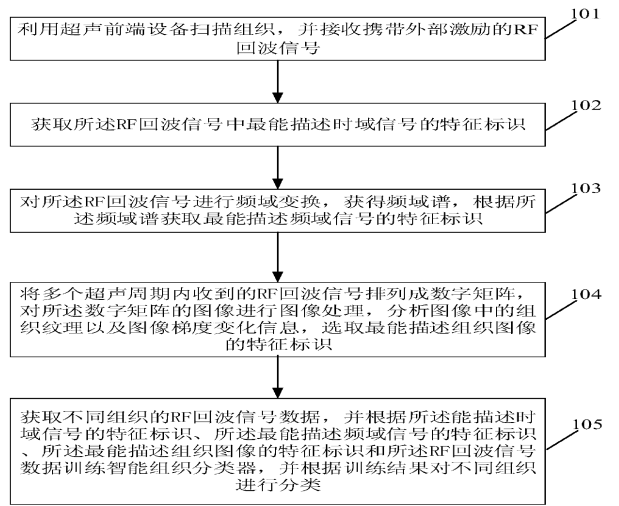 利用超声前端设备扫描组织，并接收携带外部激励的RF
回波信号
101
获取所述RF回波信号中最能描述时域信号的特征标识
102
对所述RF回波信号进行频域变换，获得频域谱，根据所
述频域谱获取最能描述频域信号的特征标识
103
将多个超声周期内收到的RF回波信号排列成数字矩阵，
对所述数字矩阵的图像进行图像处理，分析图像中的组
织纹理以及图像梯度变化信息，选取最能描述组织图像
的特征标识
104
获取不同组织的RF回波信号数据，并根据所述能描述时
域信号的特征标识、所述最能描述频域信号的特征标识
、所述最能描述组织图像的特征标识和所述RF回波信号
数据训练智能组织分类器，并根据训练结果对不同组织
进行分类
105